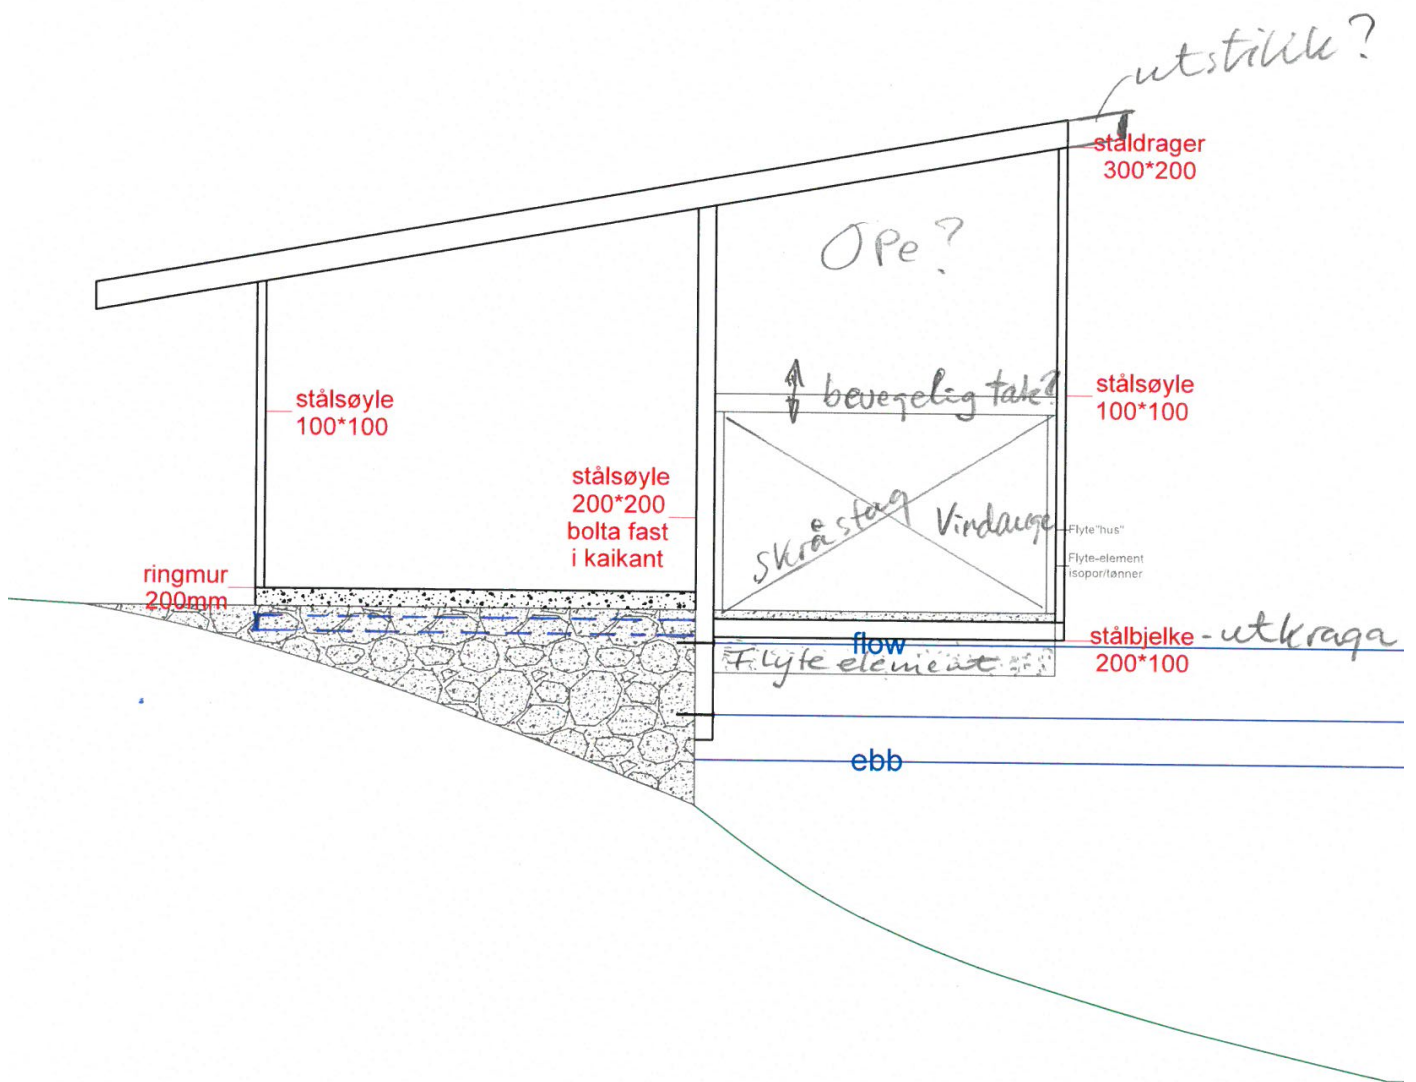 utstikk?
ståldrager
300*200
Ope?
bevegelig tak?
stålsøyle
100*100
stålsøyle
100*100
stålsøyle
200*200
bolta fast
i kaikant
skråstag
Vindauge
Flyte"hus"
Flyte-element
isopor/tønner
ringmur
200mm
flow
stålbjelke - utkraga
200*100
Flyte element
ebb